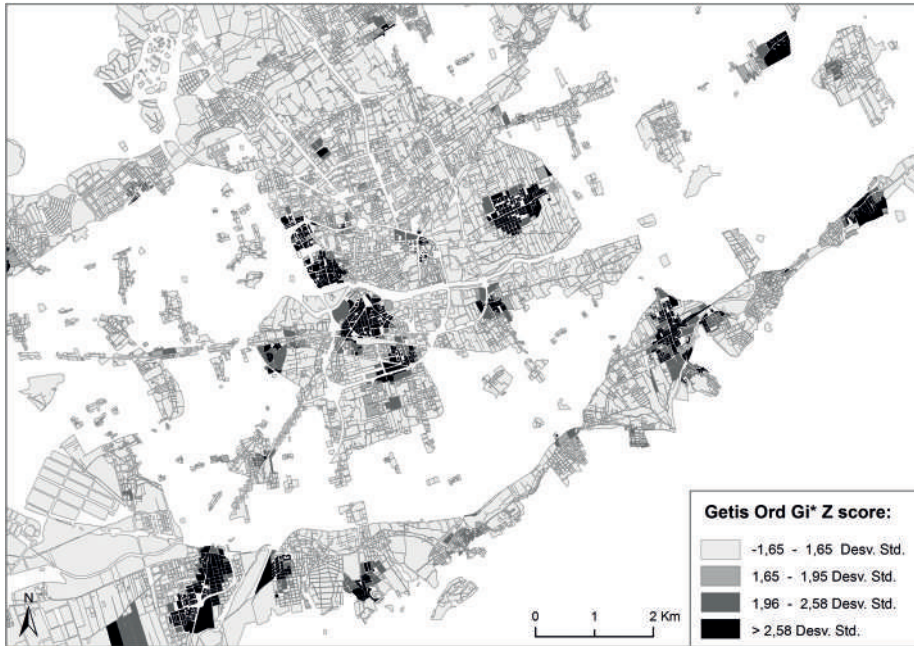 Getis Ord Gi* Z score:
-1,65 - 1,65 Desv. Std.
1,65 - 1,95 Desv. Std.
1,96 - 2,58 Desv. Std.
> 2,58 Desv. Std.
N
0 1 2 Km